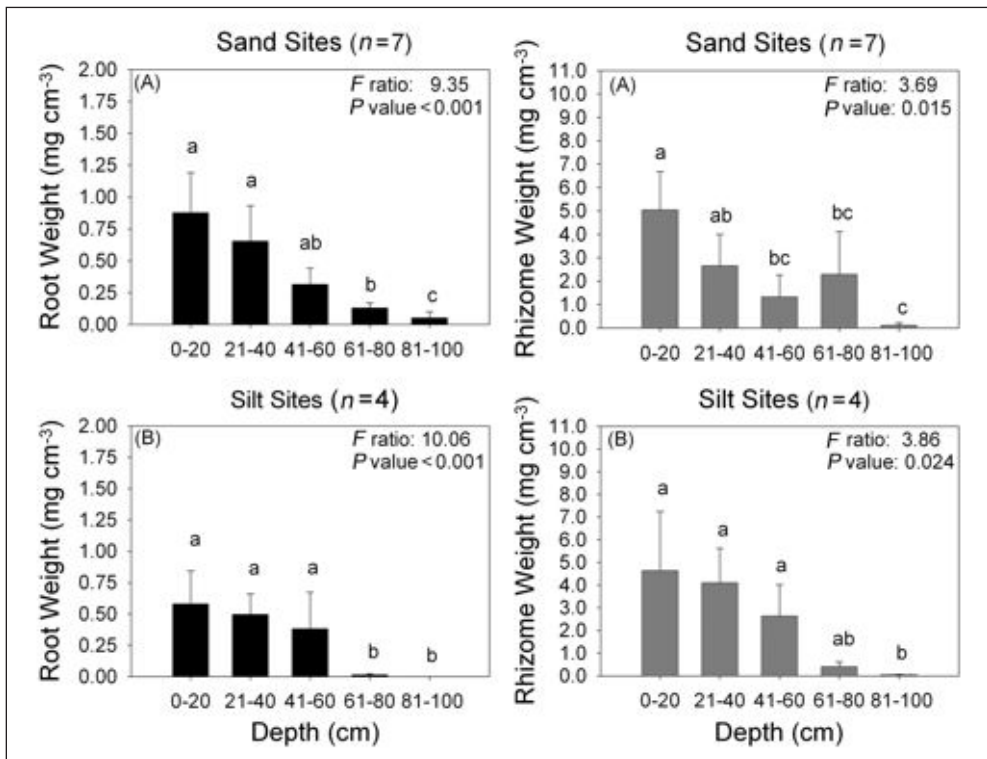 Sand Sites (n=7)
(A)
F ratio: 9.35
P value <0.001
Root Weight (mg cm-3)
2.00
1.75
1.50
1.25
1.00
0.75
0.50
0.25
0.00
a
a
ab
b
c
0-20 21-40 41-60 61-80 81-100
Sand Sites (n=7)
(A)
F ratio: 3.69
P value: 0.015
Rhizome Weight (mg cm-3)
11.0
10.0
9.0
8.0
7.0
6.0
5.0
4.0
3.0
2.0
1.0
0.0
a
ab
bc
bc
c
0-20 21-40 41-60 61-80 81-100
Silt Sites (n=4)
(B)
F ratio: 10.06
P value <0.001
Root Weight (mg cm-3)
2.00
1.75
1.50
1.25
1.00
0.75
0.50
0.25
0.00
a
a
a
b
b
0-20 21-40 41-60 61-80 81-100
Depth (cm)
Silt Sites (n=4)
(B)
F ratio: 3.86
P value: 0.024
Rhizome Weight (mg cm-3)
11.0
10.0
9.0
8.0
7.0
6.0
5.0
4.0
3.0
2.0
1.0
0.0
a
a
a
ab
b
0-20 21-40 41-60 61-80 81-100
Depth (cm)